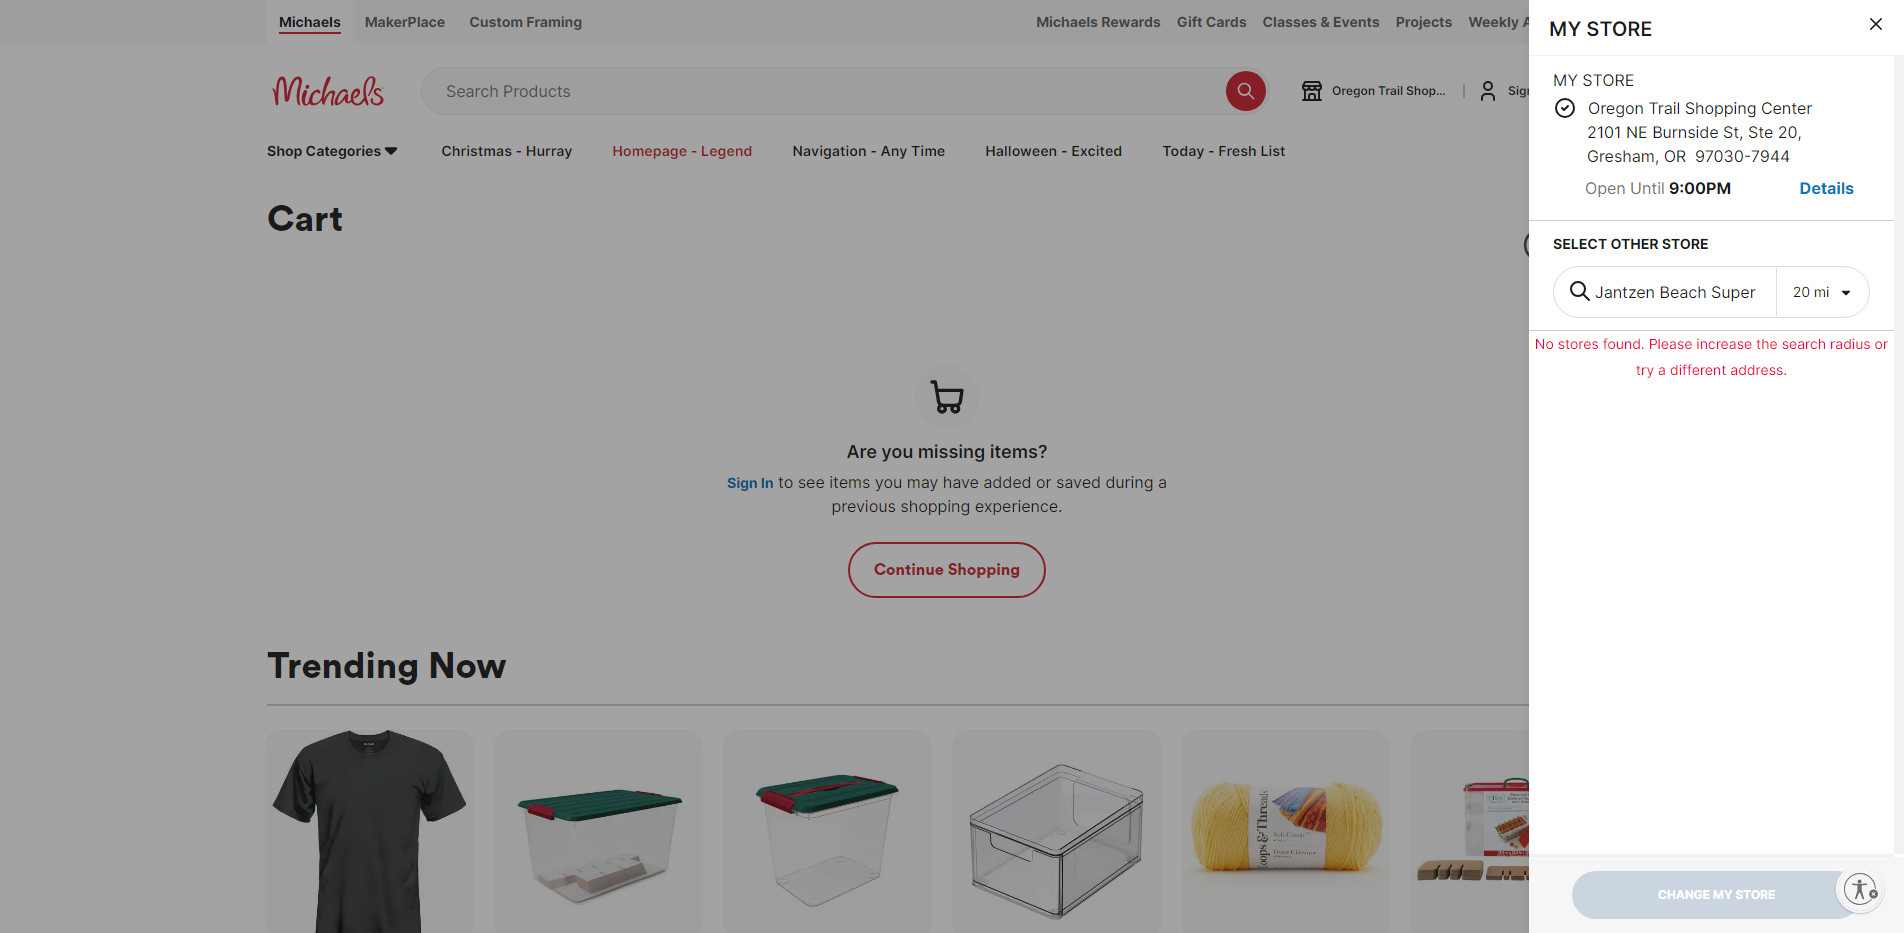 Michaels
MakerPlace
Custom Framing
Michaels Rewards
Gift Cards
Classes & Events
Projects
Weekly A
Michaels
Search Products
Oregon Trail Shop...
|
Sign
Shop Categories
Christmas - Hurray
Homepage - Legend
Navigation - Any Time
Halloween - Excited
Today - Fresh List
Cart
Are you missing items?
Sign In to see items you may have added or saved during a
previous shopping experience.
Continue Shopping
Trending Now
Loops & Threads
Soft Classic
MY STORE
MY STORE
Oregon Trail Shopping Center
2101 NE Burnside St, Ste 20,
Gresham, OR 97030-7944
Open Until 9:00PM
Details
SELECT OTHER STORE
Jantzen Beach Super
20 mi
No stores found. Please increase the search radius or
try a different address.
CHANGE MY STORE